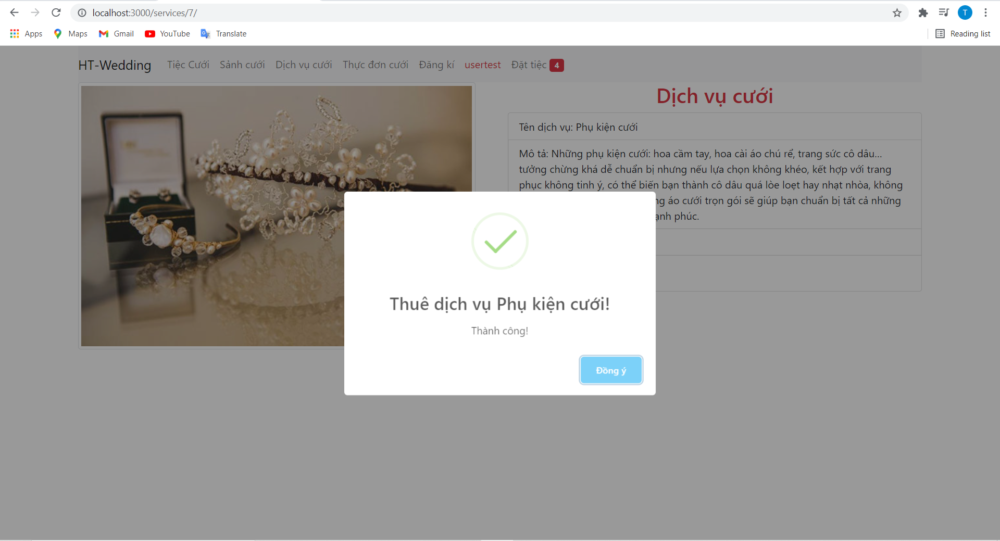 localhost:3000/services/7/
T
Apps Maps Gmail YouTube Translate Reading list
HT-Wedding Tiệc Cưới Sảnh cưới Dịch vụ cưới Thực đơn cưới Đăng kí usertest Đặt tiệc 4
Dịch vụ cưới
Tên dịch vụ: Phụ kiện cưới
Mô tả: Những phụ kiện cưới: hoa cầm tay, hoa cài áo chú rể, trang sức cô dâu...
tưởng chừng khá dễ chuẩn bị nhưng nếu lựa chọn không khéo, kết hợp với trang
phục không tinh ý, có thể biến bạn thành cô dâu quá lòe loẹt hay nhạt nhòa, không
áo cưới trọn gói sẽ giúp bạn chuẩn bị tất cả những
phúc.
Thuê dịch vụ Phụ kiện cưới!
Thành công!
Đồng ý